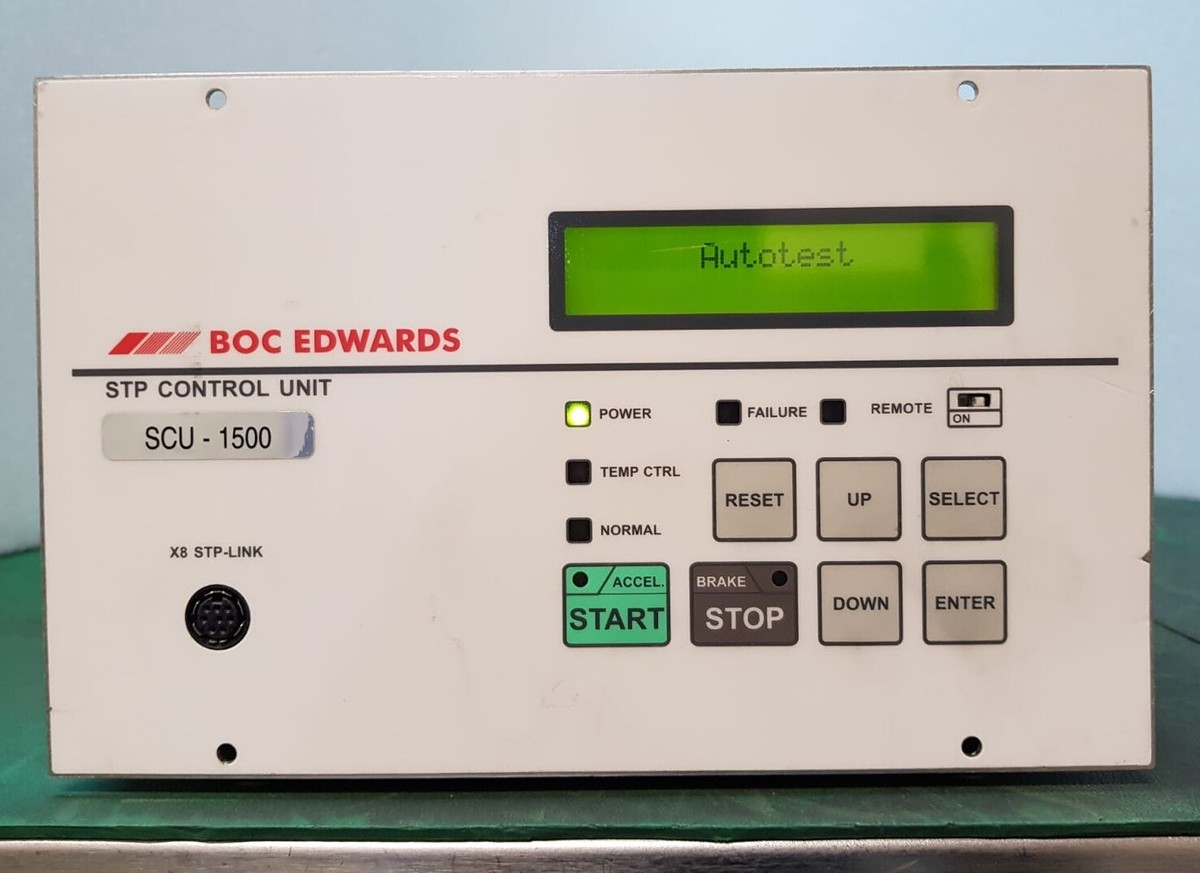 Autotest
BOC EDWARDS
STP CONTROL UNIT
SCU - 1500
X8 STP-LINK
POWER
FAILURE
REMOTE
ON
TEMP CTRL
RESET
UP
SELECT
NORMAL
ACCEL.
START
BRAKE
STOP
DOWN
ENTER